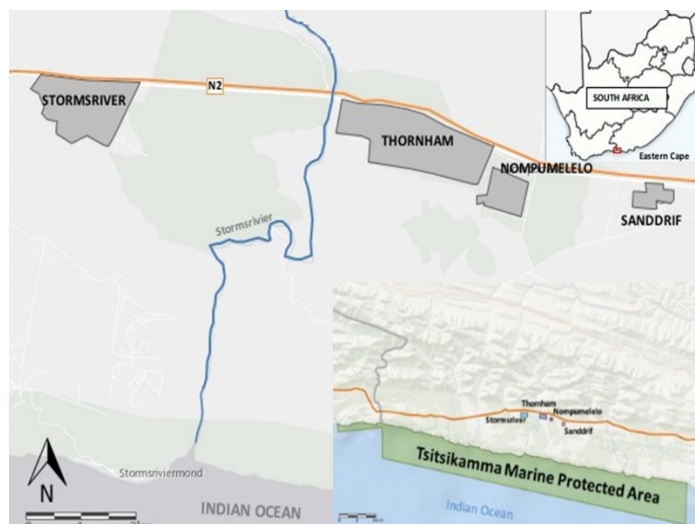 STORMSRIVER
N2
THORNHAM
NOMPUMELELO
SANDDRIF
SOUTH AFRICA
Eastern Cape
Stormsrivier
Stormsriviermond
INDIAN OCEAN
N
Thornham
Nompumelelo
Stormsriver
Sanddrif
Tsitsikamma Marine Protected Area
Indian Ocean